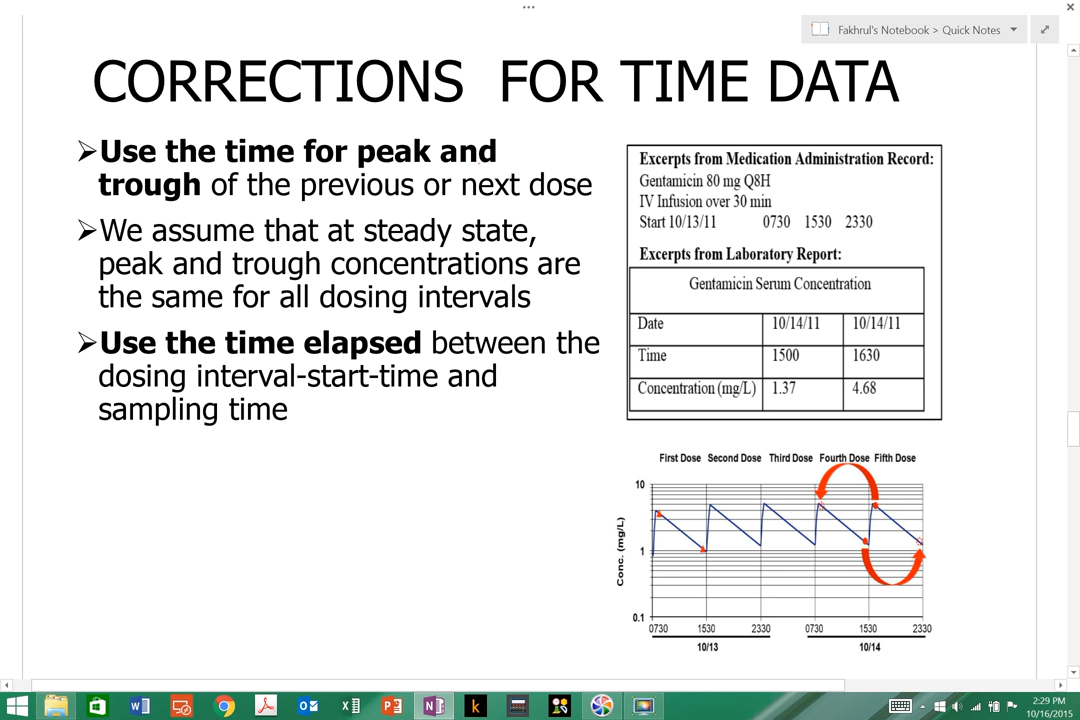 Fakhrul's Notebook > Quick Notes
CORRECTIONS FOR TIME DATA
➢Use the time for peak and
trough of the previous or next dose
➢We assume that at steady state,
peak and trough concentrations are
the same for all dosing intervals
➢Use the time elapsed between the
dosing interval-start-time and
sampling time
Excerpts from Medication Administration Record:
Gentamicin 80 mg Q8H
IV Infusion over 30 min
Start 10/13/11 0730 1530 2330
Excerpts from Laboratory Report:
Gentamicin Serum Concentration
Date 10/14/11 10/14/11
Time 1500 1630
Concentration (mg/L) 1.37 4.68
First Dose Second Dose Third Dose Fourth Dose Fifth Dose
Conc. (mg/L)
10
1
0.1
0730 1530 2330 0730 1530 2330
10/13 10/14
2:29 PM
10/16/2015